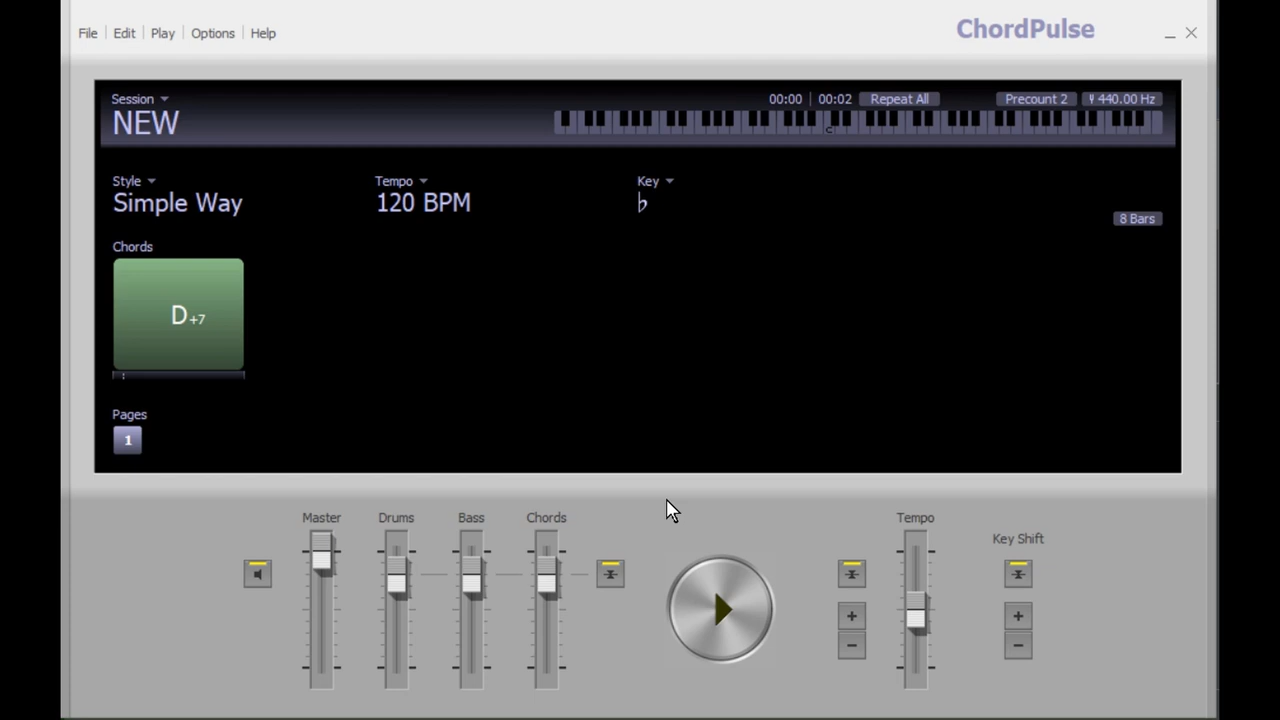 File Edit Play Options Help
ChordPulse
Session
NEW
00:00 00:02 Repeat All Precount 2 440.00 Hz
C
Style
Simple Way
Tempo
120 BPM
Key
♭
8 Bars
Chords
D+7
Pages
1
Master Drums Bass Chords Tempo
Key Shift
+ +
− −